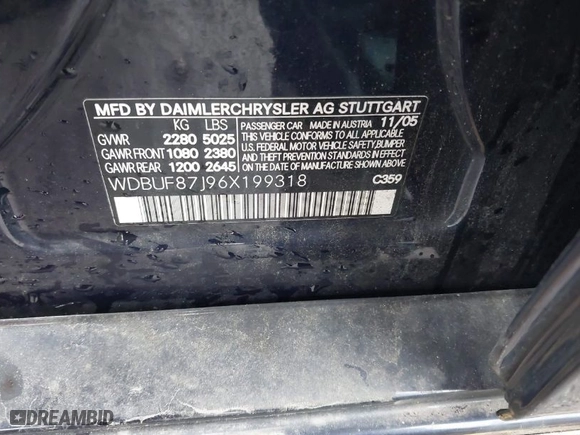 MFD BY DAIMLERCHRYSLER AG STUTTGART
KG LBS
GVWR 2280 5025
GAWR FRONT 1080 2380
GAWR REAR 1200 2645
PASSENGER CAR MADE IN AUSTRIA 11/05
THIS CAR CONFORMS TO ALL APPLICABLE
U.S. FEDERAL MOTOR VEHICLE SAFETY,BUMPER
AND THEFT PREVENTION STANDARDS IN EFFECT
ON THE DATE OF MANUFACTURE SHOWN ABOVE
WDBUF87J96X199318 C359
DREAMBID